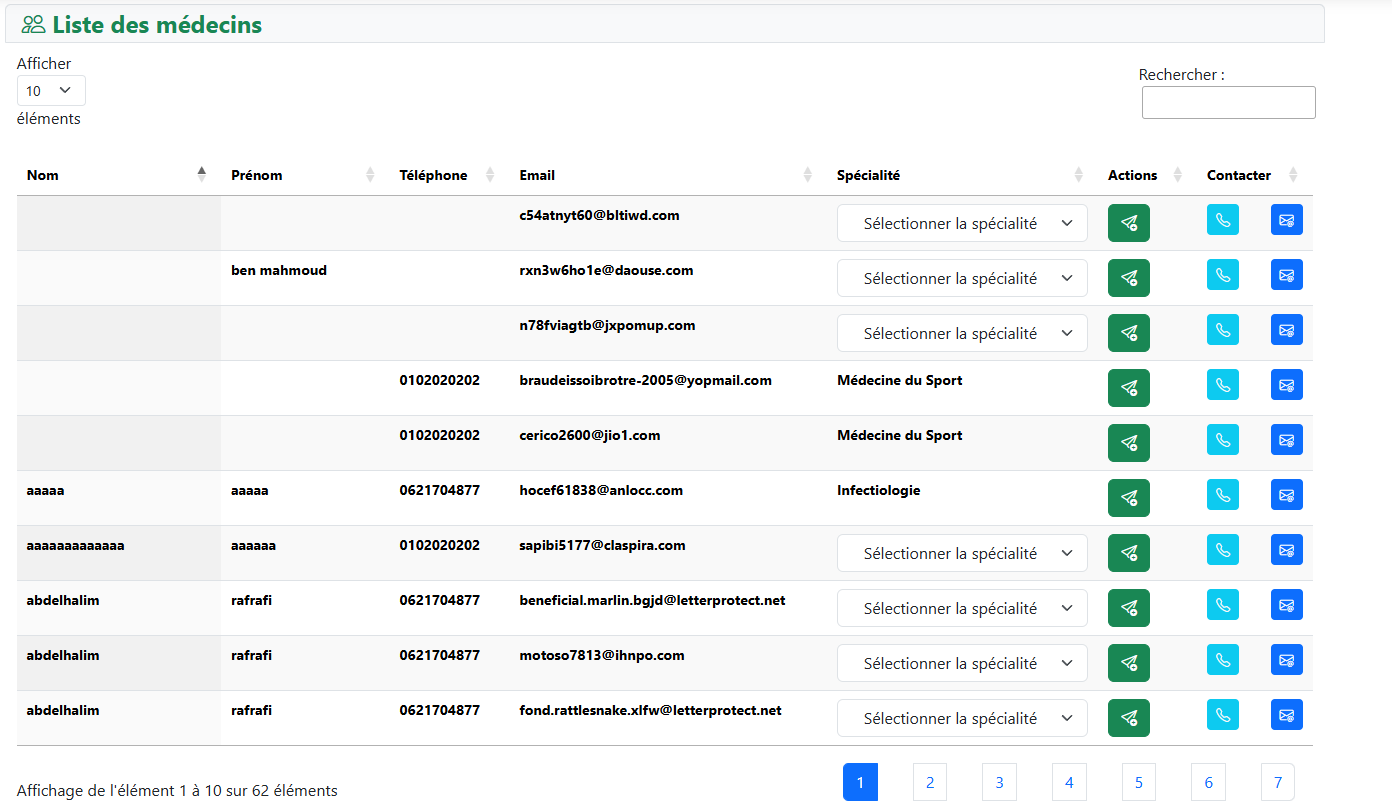 Liste des médecins
Afficher
10
éléments
Rechercher :
Nom Prénom Téléphone Email Spécialité Actions Contacter
c54atnyt60@bltiwd.com Sélectionner la spécialité
ben mahmoud rxn3w6ho1e@daouse.com Sélectionner la spécialité
n78fviagtb@jxpomup.com Sélectionner la spécialité
0102020202 braudeissoibrotre-2005@yopmail.com Médecine du Sport
0102020202 cerico2600@jio1.com Médecine du Sport
aaaaa aaaaa 0621704877 hocef61838@anlocc.com Infectiologie
aaaaaaaaaaaaa aaaaaa 0102020202 sapibi5177@claspira.com Sélectionner la spécialité
abdelhalim rafrafi 0621704877 beneficial.marlin.bgjd@letterprotect.net Sélectionner la spécialité
abdelhalim rafrafi 0621704877 motoso7813@ihnpo.com Sélectionner la spécialité
abdelhalim rafrafi 0621704877 fond.rattlesnake.xlfw@letterprotect.net Sélectionner la spécialité
Affichage de l'élément 1 à 10 sur 62 éléments
1 2 3 4 5 6 7